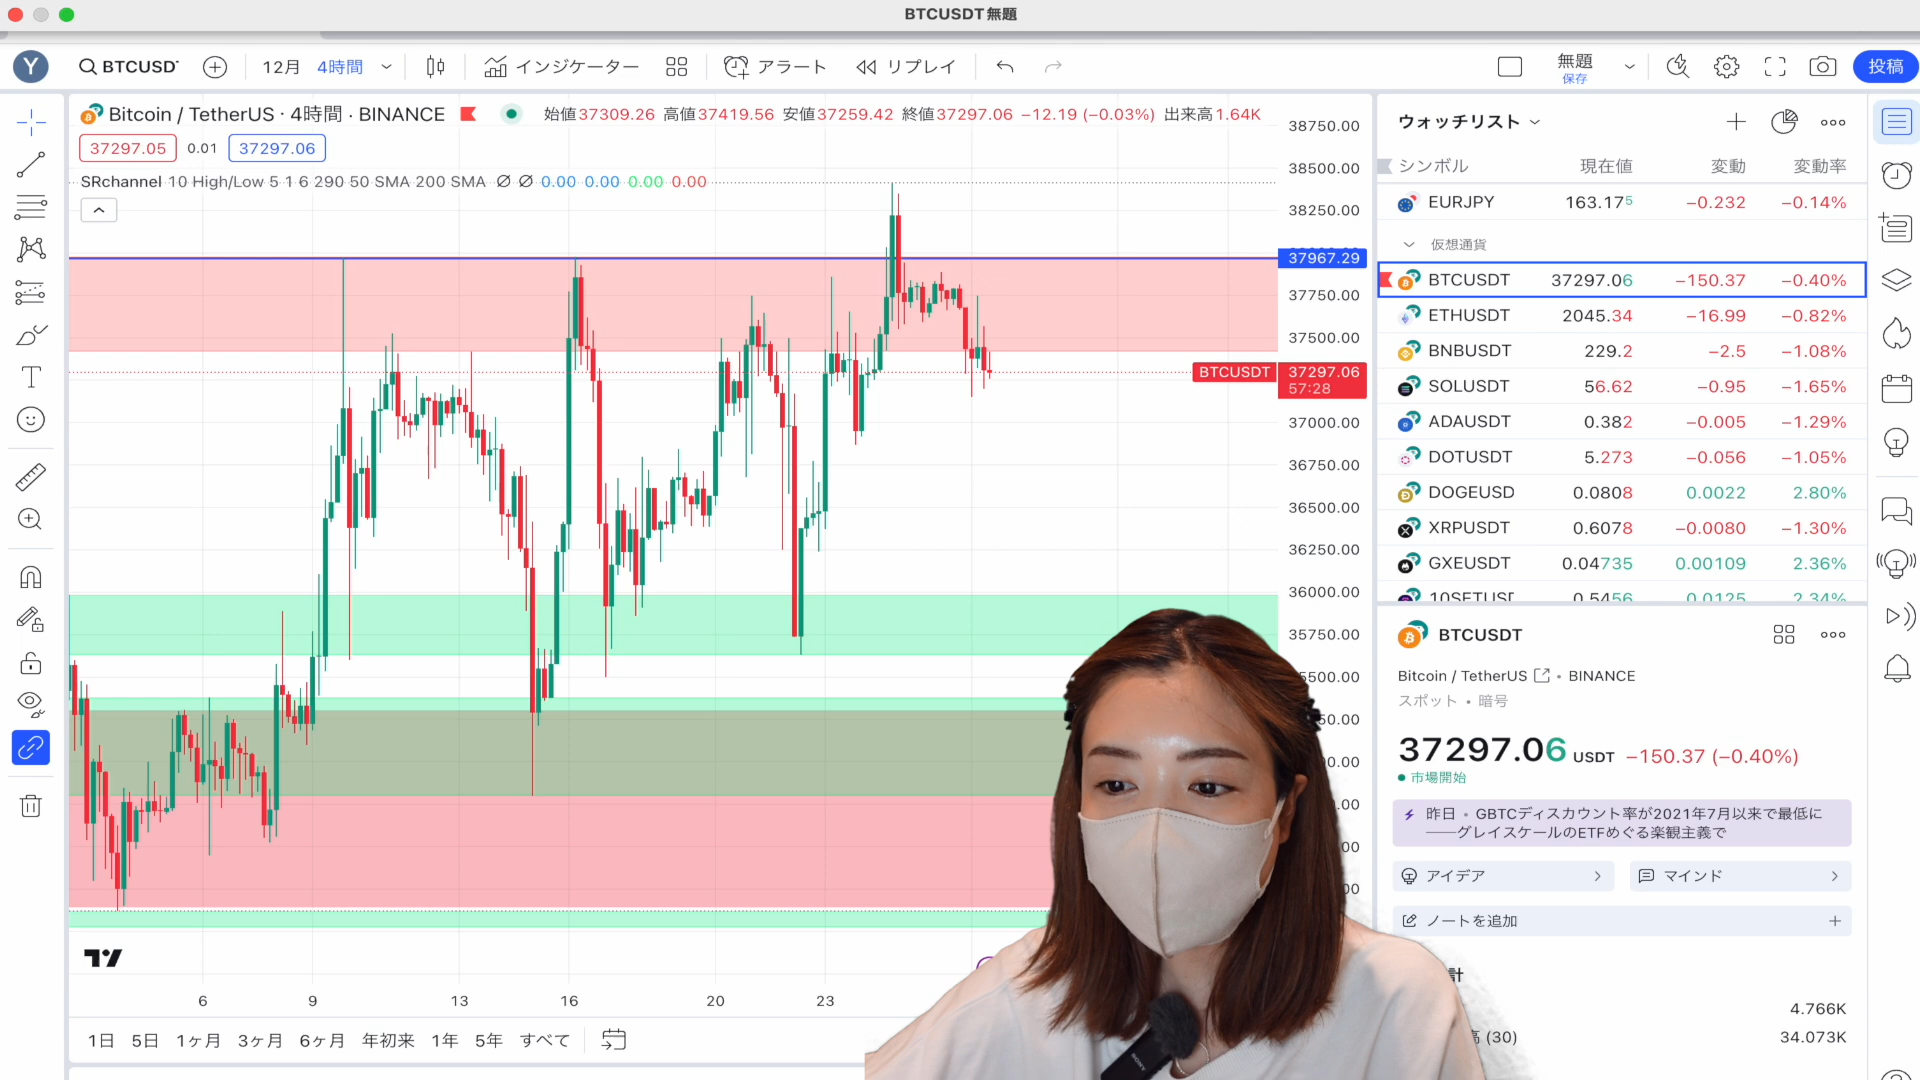 BTCUSDT 無題
Y
BTCUSDT
12月
4時間
インジケーター
アラート
リプレイ
無題
保存
投稿
Bitcoin / TetherUS · 4時間 . BINANCE
始値37309.26 高値37419.56 安値37259.42 終値37297.06 −12.19 (−0.03%) 出来高1.64K
37297.05
0.01
37297.06
SRchannel 10 High/Low 5 1 6 290 50 SMA 200 SMA ∅ ∅ 0.00 0.00 0.00 0.00
38750.00
38500.00
38250.00
37967.29
37750.00
37500.00
BTCUSDT
37297.06
57:28
37000.00
36750.00
36500.00
36250.00
36000.00
35750.00
5500.00
50.00
00.00
00
00
00
6
9
13
16
20
23
1日 5日 1ヶ月 3ヶ月 6ヶ月 年初来 1年 5年 すべて
ウォッチリスト
シンボル 現在値 変動 変動率
EURJPY 163.175 −0.232 −0.14%
仮想通貨
BTCUSDT 37297.06 −150.37 −0.40%
ETHUSDT 2045.34 −16.99 −0.82%
BNBUSDT 229.2 −2.5 −1.08%
SOLUSDT 56.62 −0.95 −1.65%
ADAUSDT 0.382 −0.005 −1.29%
DOTUSDT 5.273 −0.056 −1.05%
DOGEUSD 0.0808 0.0022 2.80%
XRPUSDT 0.6078 −0.0080 −1.30%
GXEUSDT 0.04735 0.00109 2.36%
10SETUSD 0.5456 0.0125 2.34%
BTCUSDT
Bitcoin / TetherUS • BINANCE
スポット • 暗号
37297.06 USDT −150.37 (−0.40%)
市場開始
昨日 • GBTCディスカウント率が2021年7月以来で最低に
──グレイスケールのETFめぐる楽観主義で
アイデア
マインド
ノートを追加
計
4.766K
高 (30)
34.073K
SONY